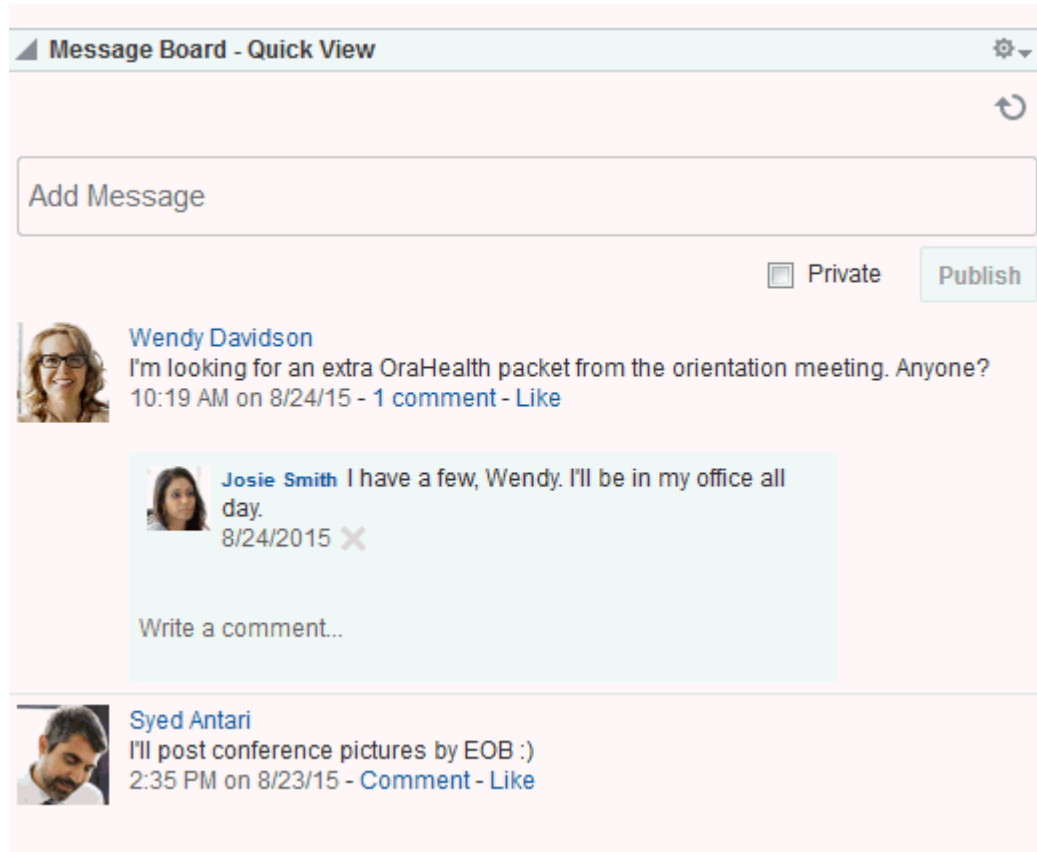 Message Board - Quick View
Add Message
Private
Publish
Wendy Davidson
I'm looking for an extra OraHealth packet from the orientation meeting. Anyone?
10:19 AM on 8/24/15 - 1 comment - Like
Josie Smith I have a few, Wendy. I'll be in my office all
day.
8/24/2015
Write a comment...
Syed Antari
I'll post conference pictures by EOB :)
2:35 PM on 8/23/15 - Comment - Like